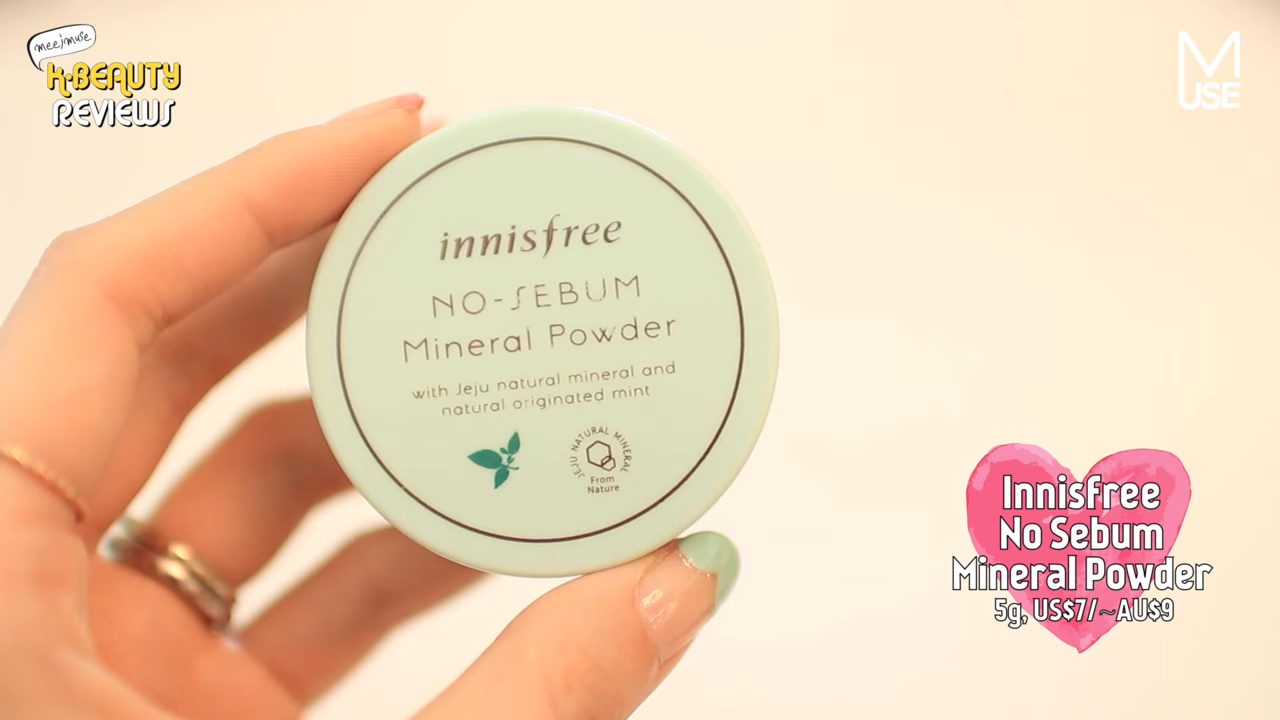 meejmuse
K-BEAUTY
REVIEWS
MUSE
innisfree
NO-SEBUM
Mineral Powder
with Jeju natural mineral and
natural originated mint
JEJU NATURAL MINERAL
From
Nature
Innisfree
No Sebum
Mineral Powder
5g, US$7/~AU$9